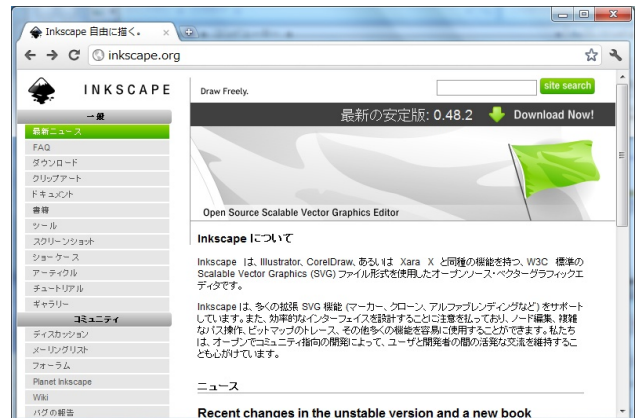 Inkscape 自由に描く。
inkscape.org
INKSCAPE
Draw Freely.
site search
一般
最新の安定版: 0.48.2 Download Now!
最新ニュース
FAQ
ダウンロード
クリップアート
ドキュメント
書籍
ツール
スクリーンショット
ショーケース
アーティクル
チュートリアル
ギャラリー
コミュニティ
ディスカッション
メーリングリスト
フォーラム
Planet Inkscape
Wiki
バグの報告
Open Source Scalable Vector Graphics Editor
Inkscape について
Inkscape は、Illustrator、CorelDraw、あるいは Xara X と同種の機能を持つ、W3C 標準の
Scalable Vector Graphics (SVG) ファイル形式を使用したオープンソース・ベクターグラフィックエ
ディタです。
Inkscape は、多くの拡張 SVG 機能 (マーカー、クローン、アルファブレンディングなど) をサポート
しています。また、効率的なインターフェイスを設計することに注意を払っており、ノード編集、複雑
なパス操作、ビットマップのトレース、その他多くの機能を容易に使用することができます。私たち
は、オープンでコミュニティ指向の開発によって、ユーザと開発者の間の活発な交流を維持するこ
とも心がけています。
ニュース
Recent changes in the unstable version and a new book